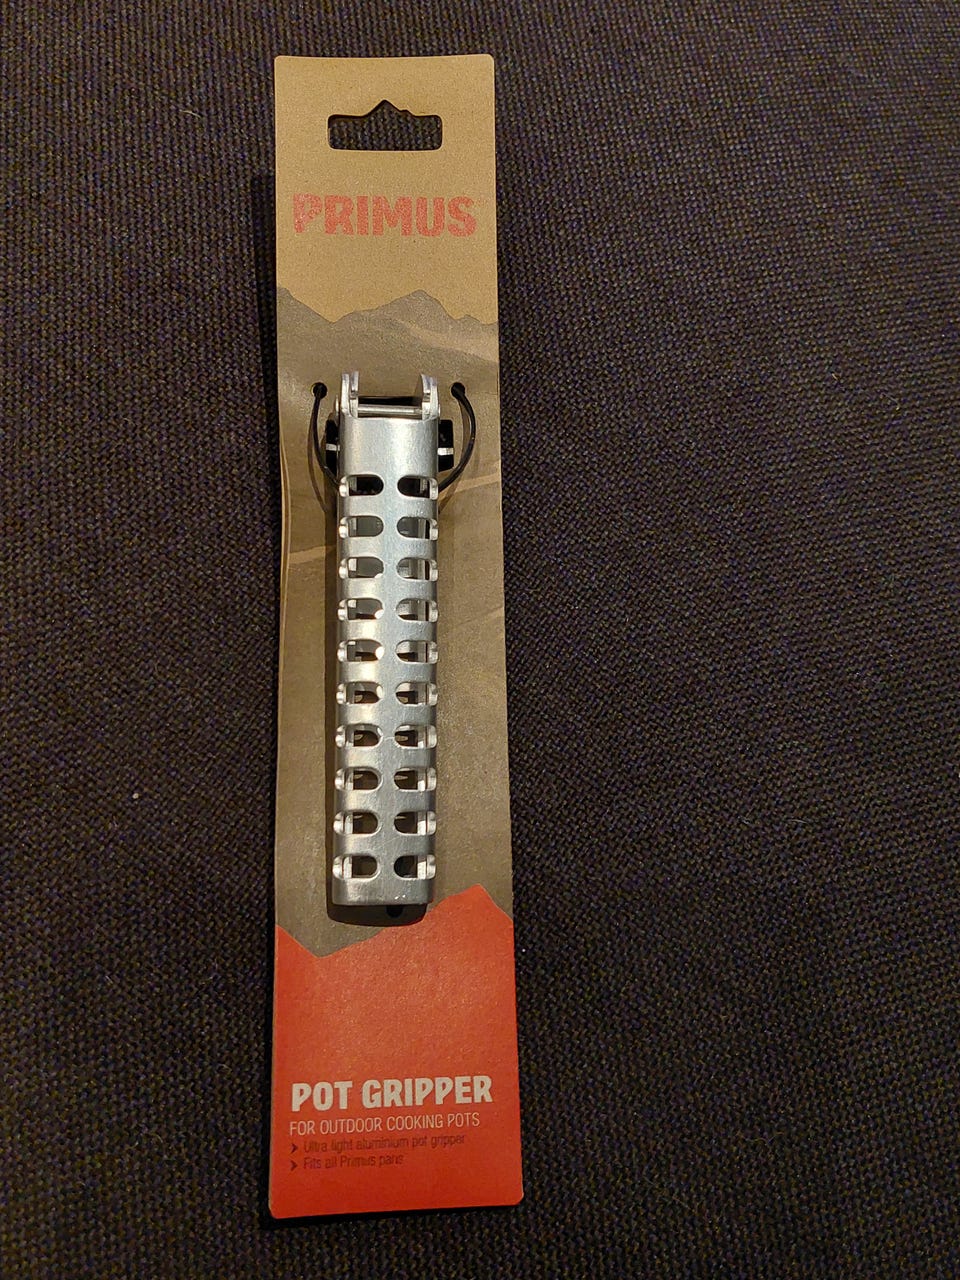 PRIMUS
POT GRIPPER
FOR OUTDOOR COOKING POTS
Ultra light aluminium pot gripper
Fits all Primus pans